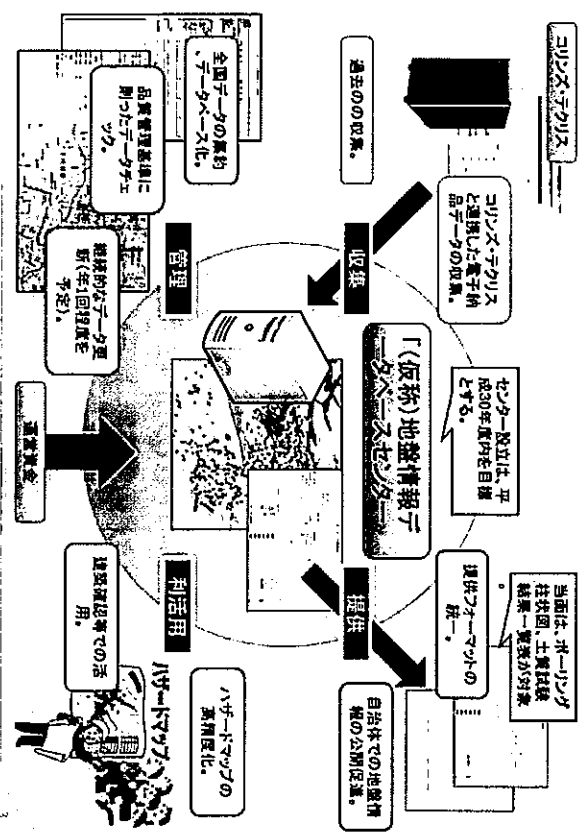 コリンズ・テクリス
コリンズ・テクリス
と連携した電子納
品データの収集。
過去のの収集。
センター設立は、平
成30年度内を目標
とする。
当面は、ボーリング
柱状図、土質試験
結果一覧表が対象
。
提供フォーマットの
統一。
自治体での地盤情
報の公開促進。
「(仮称)地盤情報デ
ータベースセンター
収集
提供
管理
利活用
全国データの集約
、データベース化。
品質管理基準に
則ったデータチェ
ック。
継続的なデータ更
新(年1回程度を
予定)。
運営資金
建築確認等での活
用。
ハザードマップの
高精度化。
ハザードマップ
3